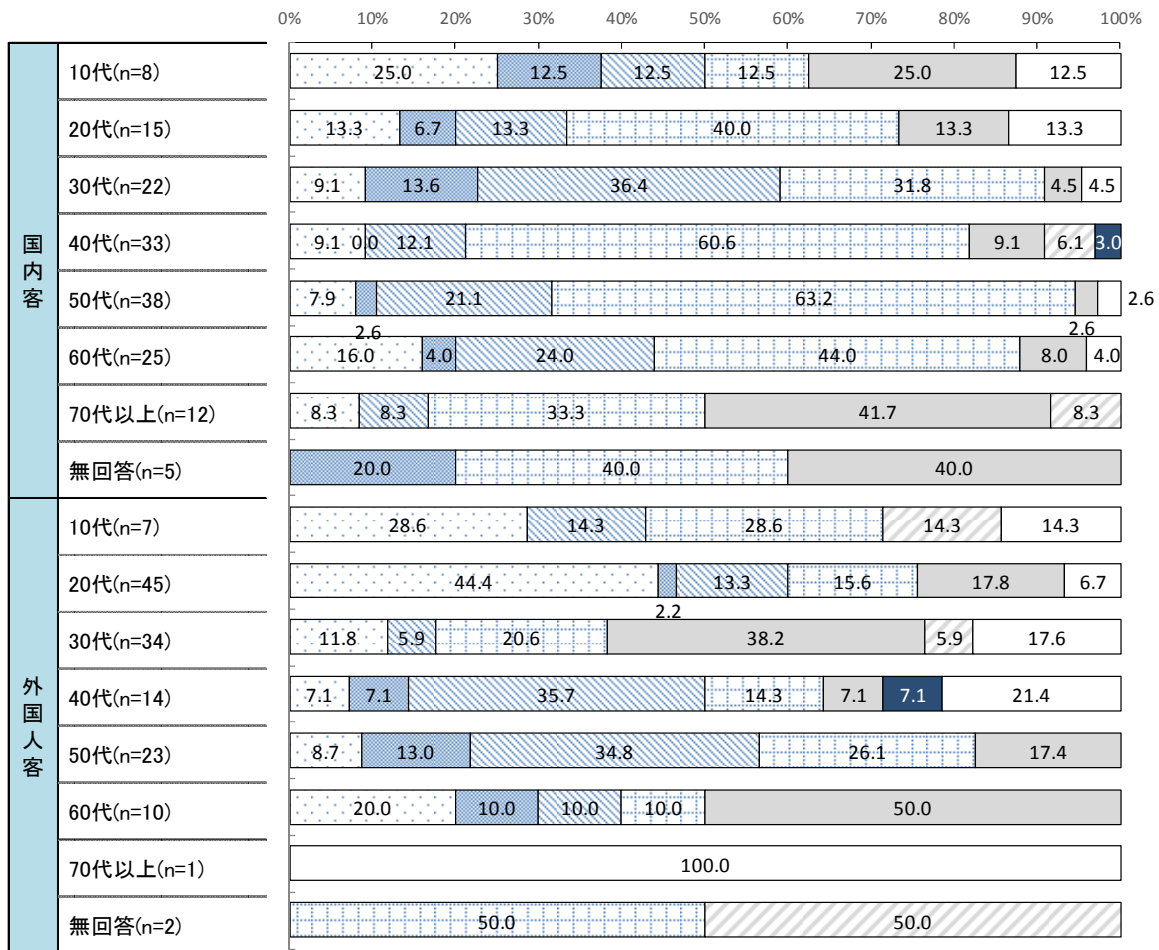 0% 10% 20% 30% 40% 50% 60% 70% 80% 90% 100%
国内客
10代(n=8) 25.0 12.5 12.5 12.5 25.0 12.5
20代(n=15) 13.3 6.7 13.3 40.0 13.3 13.3
30代(n=22) 9.1 13.6 36.4 31.8 4.5 4.5
40代(n=33) 9.1 0.0 12.1 60.6 9.1 6.1 3.0
50代(n=38) 7.9 2.6 21.1 63.2 2.6 2.6
60代(n=25) 16.0 4.0 24.0 44.0 8.0 4.0
70代以上(n=12) 8.3 8.3 33.3 41.7 8.3
無回答(n=5) 20.0 40.0 40.0
外国人客
10代(n=7) 28.6 14.3 28.6 14.3 14.3
20代(n=45) 44.4 2.2 13.3 15.6 17.8 6.7
30代(n=34) 11.8 5.9 20.6 38.2 5.9 17.6
40代(n=14) 7.1 7.1 35.7 14.3 7.1 7.1 21.4
50代(n=23) 8.7 13.0 34.8 26.1 17.4
60代(n=10) 20.0 10.0 10.0 10.0 50.0
70代以上(n=1) 100.0
無回答(n=2) 50.0 50.0